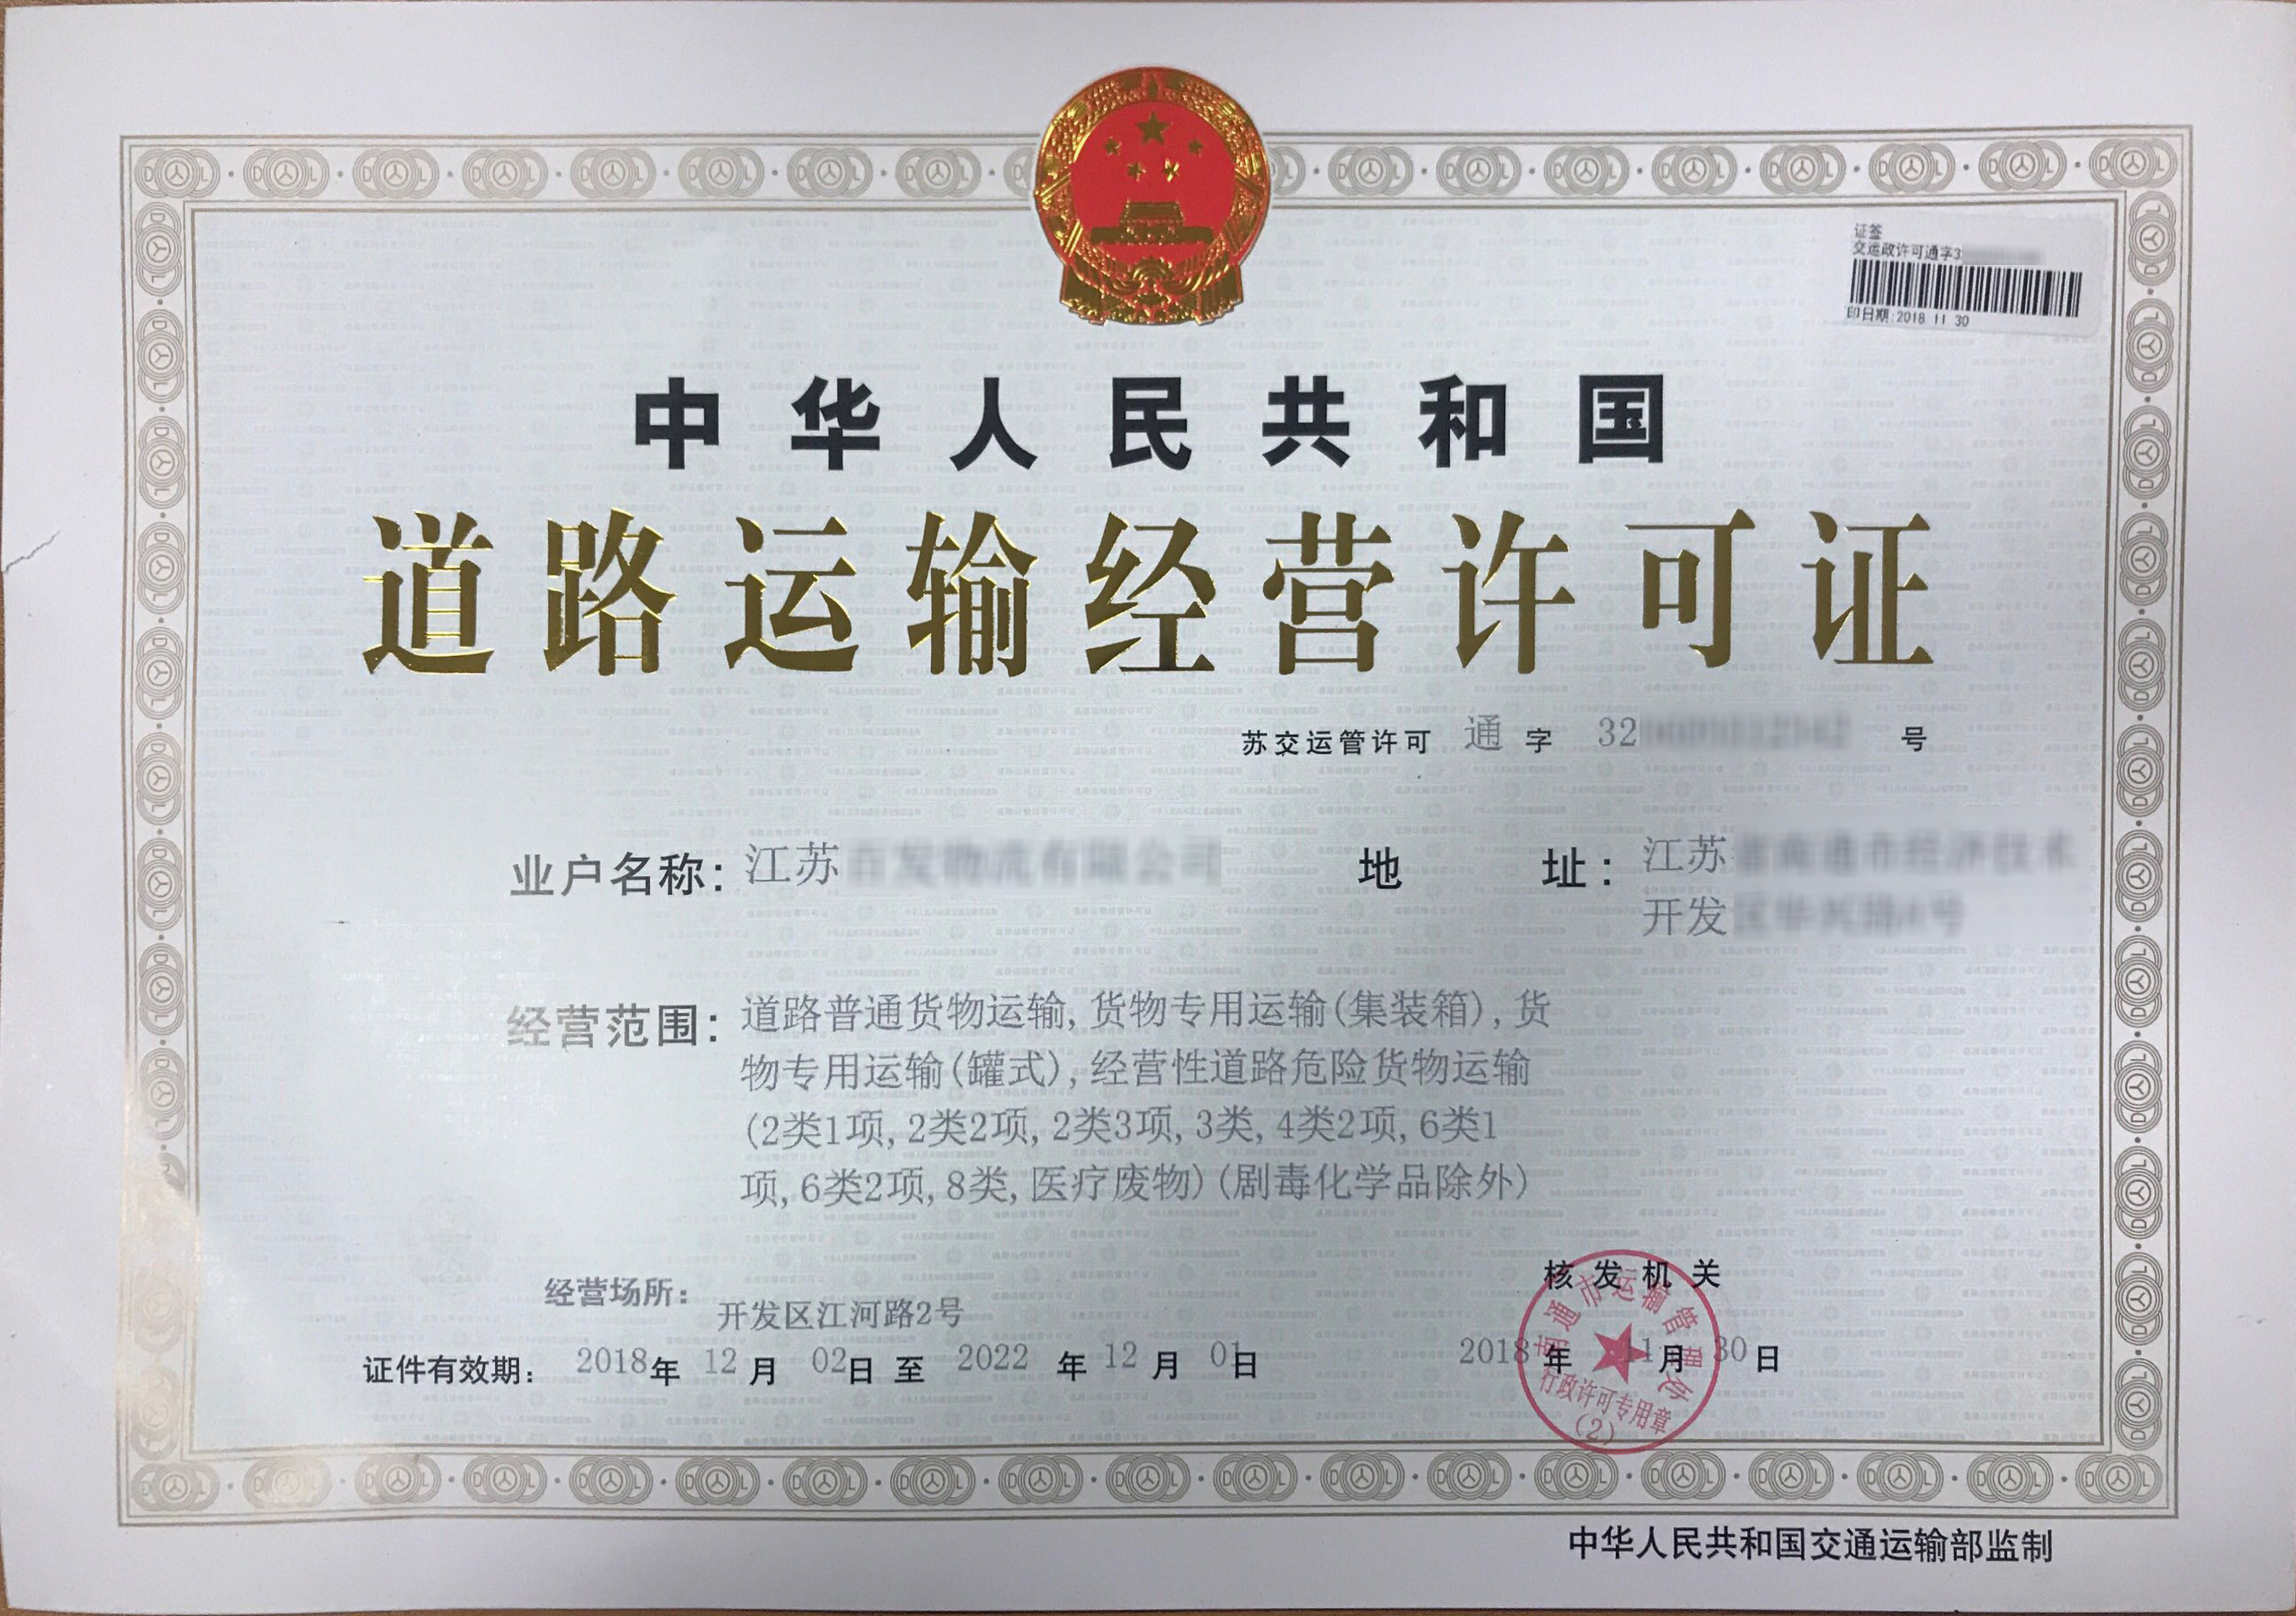 证签
交运政许可通字3
印日期:2018 11 30
中华人民共和国
道路运输经营许可证
苏交运管许可 通 字 32 号
业户名称：江苏
地 址：江苏
开发
经营范围：道路普通货物运输,货物专用运输(集装箱),货
物专用运输(罐式),经营性道路危险货物运输
(2类1项,2类2项,2类3项,3类,4类2项,6类1
项,6类2项,8类,医疗废物)(剧毒化学品除外)
经营场所：开发区江河路2号
证件有效期：2018年 12月 02日 至 2022 年 12 月 01日
核发机关
2018年 11月 30日
南通市运输管理处
行政许可专用章
(2)
中华人民共和国交通运输部监制